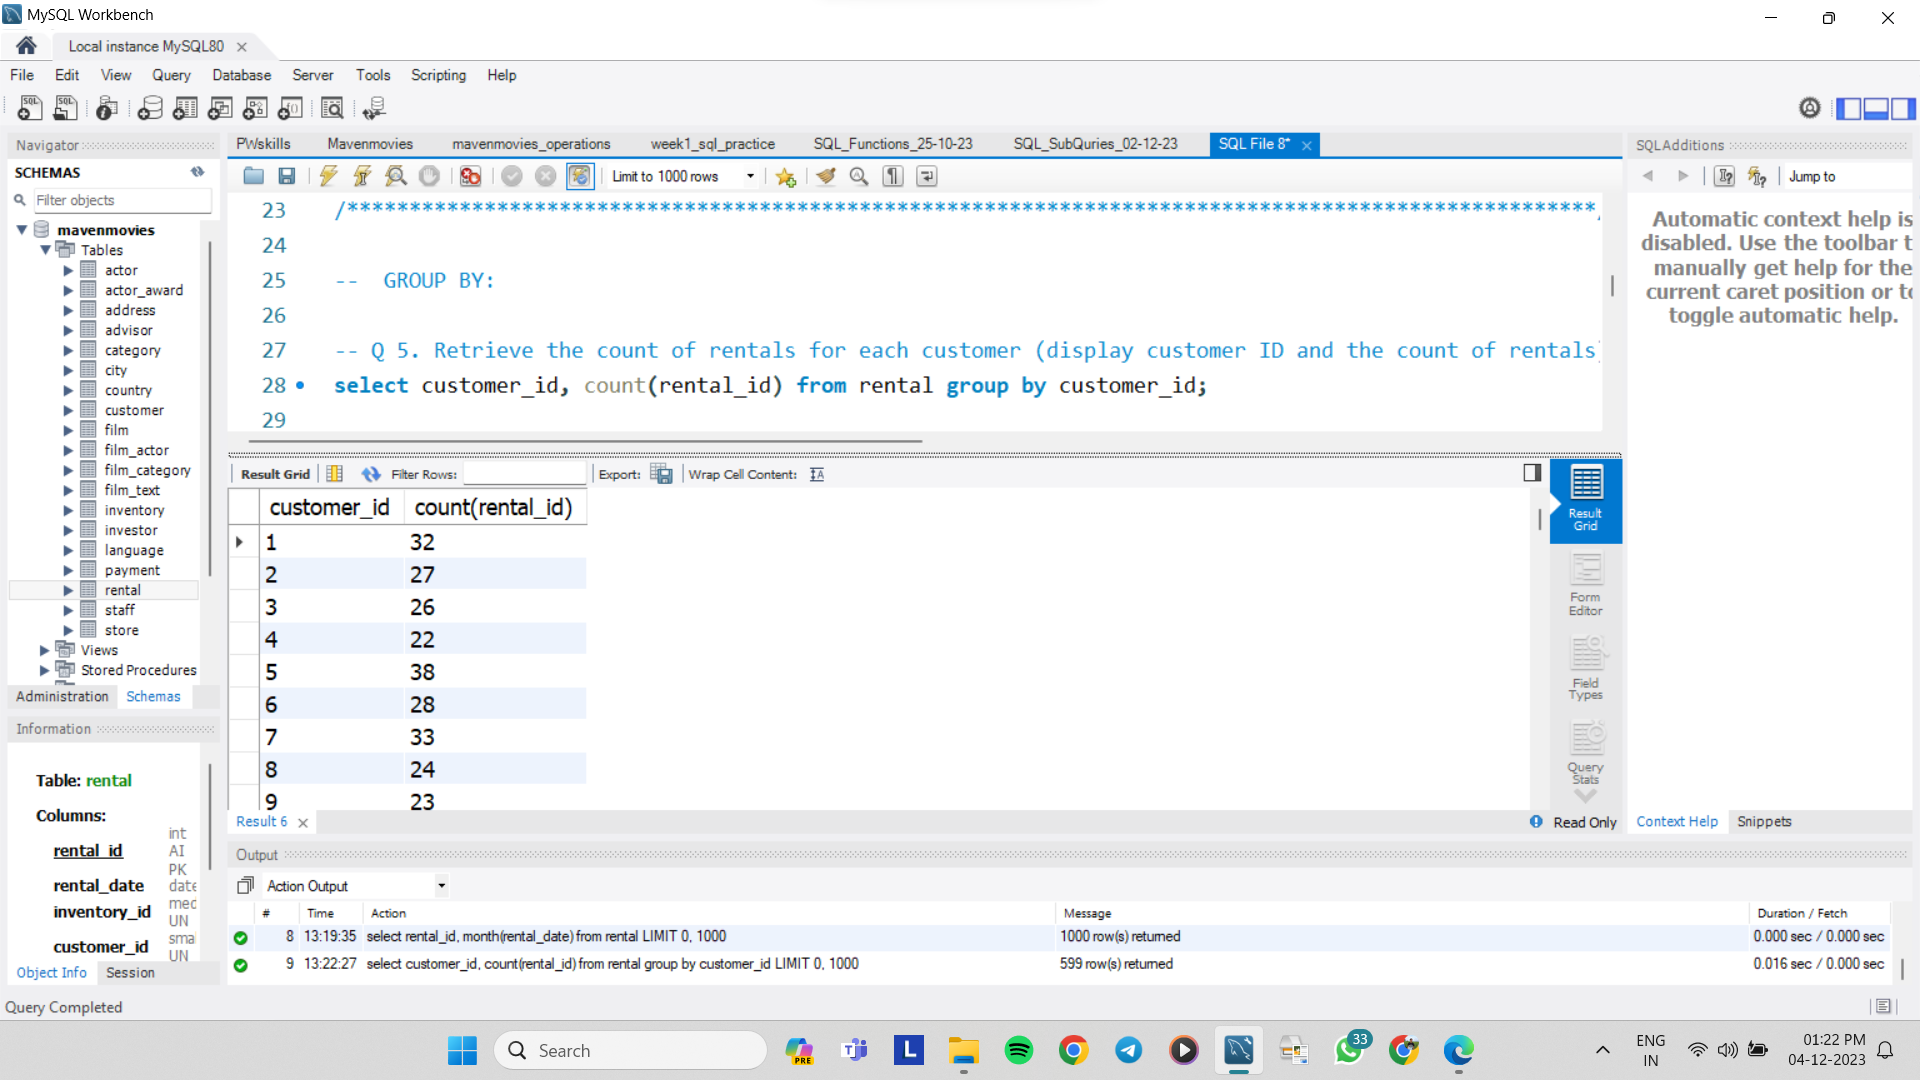 MySQL Workbench
Local instance MySQL80
File Edit View Query Database Server Tools Scripting Help
Navigator
SCHEMAS
Filter objects
mavenmovies
Tables
actor
actor_award
address
advisor
category
city
country
customer
film
film_actor
film_category
film_text
inventory
investor
language
payment
rental
staff
store
Views
Stored Procedures
Administration Schemas
Information
Table: rental
Columns:
rental_id int AI PK
rental_date date
inventory_id med UN
customer_id sma UN
Object Info Session
Query Completed
PWskills Mavenmovies mavenmovies_operations week1_sql_practice SQL_Functions_25-10-23 SQL_SubQuries_02-12-23 SQL File 8*
Limit to 1000 rows
23 /****************************************************************************************************
24
25 -- GROUP BY:
26
27 -- Q 5. Retrieve the count of rentals for each customer (display customer ID and the count of rentals)
28 select customer_id, count(rental_id) from rental group by customer_id;
29
Result Grid Filter Rows: Export: Wrap Cell Content:
customer_id count(rental_id)
1 32
2 27
3 26
4 22
5 38
6 28
7 33
8 24
9 23
Result Grid
Form Editor
Field Types
Query Stats
Result 6 Read Only
Output
Action Output
# Time Action Message Duration / Fetch
8 13:19:35 select rental_id, month(rental_date) from rental LIMIT 0, 1000 1000 row(s) returned 0.000 sec / 0.000 sec
9 13:22:27 select customer_id, count(rental_id) from rental group by customer_id LIMIT 0, 1000 599 row(s) returned 0.016 sec / 0.000 sec
SQLAdditions
Jump to
Automatic context help is
disabled. Use the toolbar t
manually get help for the
current caret position or to
toggle automatic help.
Context Help Snippets
Search
PRE
L
33
ENG
IN
01:22 PM
04-12-2023